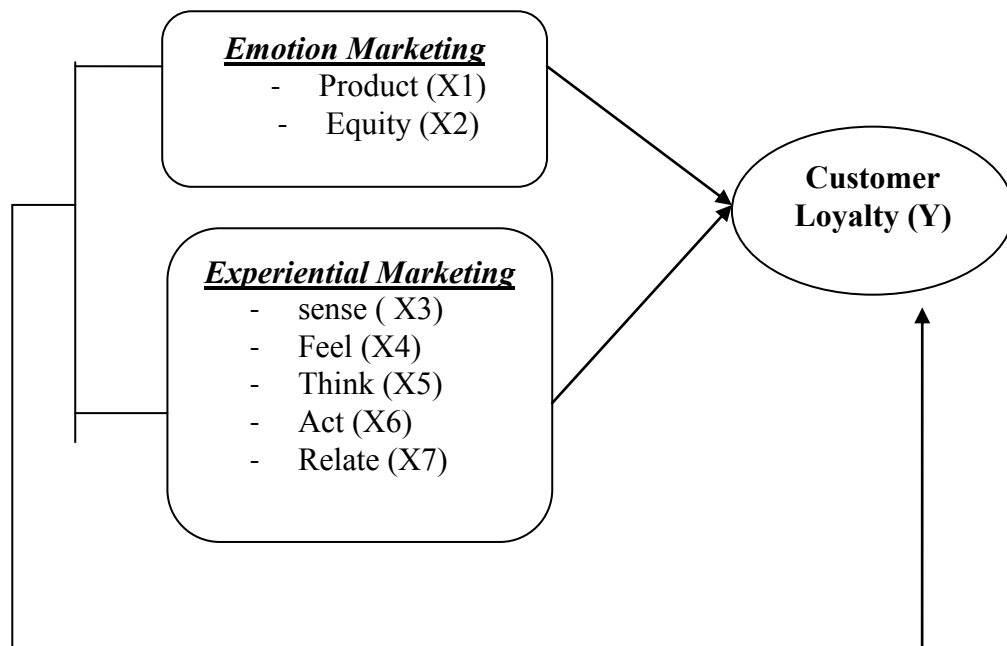 Emotion Marketing
- Product (X1)
- Equity (X2)
Customer
Loyalty (Y)
Experiential Marketing
- sense ( X3)
- Feel (X4)
- Think (X5)
- Act (X6)
- Relate (X7)